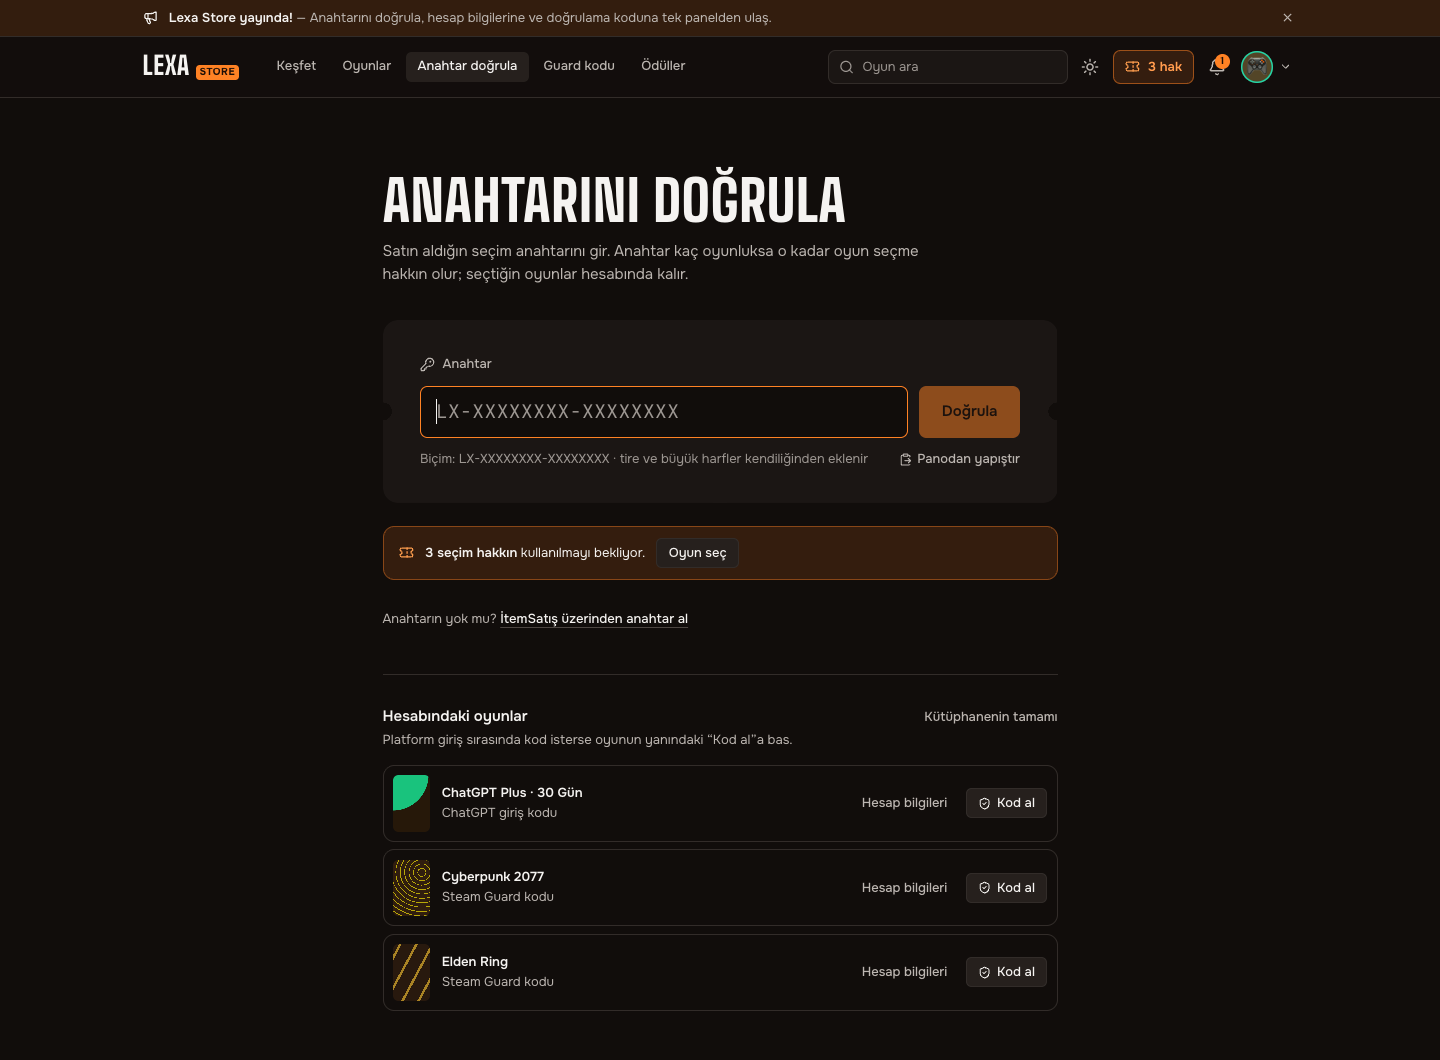 Lexa Store yayında! — Anahtarını doğrula, hesap bilgilerine ve doğrulama koduna tek panelden ulaş.
LEXA STORE
Keşfet
Oyunlar
Anahtar doğrula
Guard kodu
Ödüller
Oyun ara
3 hak
1
ANAHTARINI DOĞRULA
Satın aldığın seçim anahtarını gir. Anahtar kaç oyunluksa o kadar oyun seçme
hakkın olur; seçtiğin oyunlar hesabında kalır.
Anahtar
LX-XXXXXXXX-XXXXXXXX
Doğrula
Biçim: LX-XXXXXXXX-XXXXXXXX · tire ve büyük harfler kendiliğinden eklenir
Panodan yapıştır
3 seçim hakkın kullanılmayı bekliyor.
Oyun seç
Anahtarın yok mu? İtemSatış üzerinden anahtar al
Hesabındaki oyunlar
Kütüphanenin tamamı
Platform giriş sırasında kod isterse oyunun yanındaki “Kod al”a bas.
ChatGPT Plus · 30 Gün
ChatGPT giriş kodu
Hesap bilgileri
Kod al
Cyberpunk 2077
Steam Guard kodu
Hesap bilgileri
Kod al
Elden Ring
Steam Guard kodu
Hesap bilgileri
Kod al